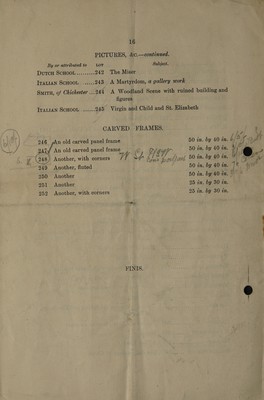 16
PICTURES, &c.—continued.
By or attributed to LOT Subject.
DUTCH SCHOOL..........242 The Miser
ITALIAN SCHOOL ......243 A Martyrdom, a gallery work
SMITH, of Chichester ...244 A Woodland Scene with ruined building and
figures
ITALIAN SCHOOL ......245 Virgin and Child and St. Elizabeth
CARVED FRAMES.
246 An old carved panel frame 50 in. by 40 in.
247 An old carved panel frame 50 in. by 40 in.
248 Another, with corners 50 in. by 40 in.
249 Another, fluted 50 in. by 40 in.
250 Another 50 in. by 40 in.
251 Another 25 in. by 30 in.
252 Another, with corners 25 in. by 30 in.
FINIS.